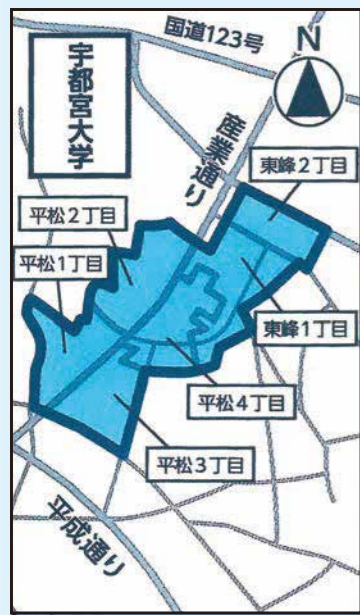 国道123号
N
宇都宮大学
産業通り
東峰2丁目
平松2丁目
平松1丁目
東峰1丁目
平松4丁目
平松3丁目
平成通り